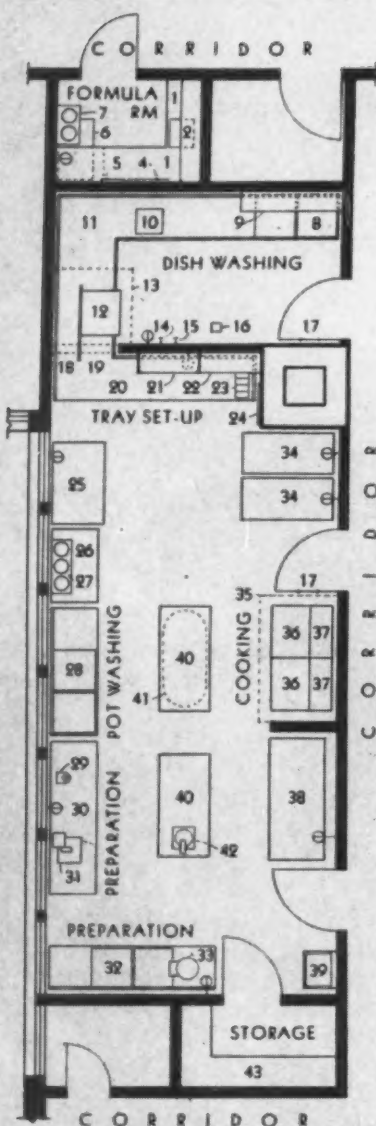 CORRIDOR
FORMULA
RM
7
6
1
2
5 4 1
11
10
9
8
DISH WASHING
13
12
14 15 16
17
18 19
20 21 22 23
24
TRAY SET-UP
34
25
34
26
27
17
35
36 37
40
COOKING
28
POT WASHING
41
36 37
29
30
31
PREPARATION
40
42
38
PREPARATION
32
33
39
STORAGE
43
CORRIDOR
CORRIDOR